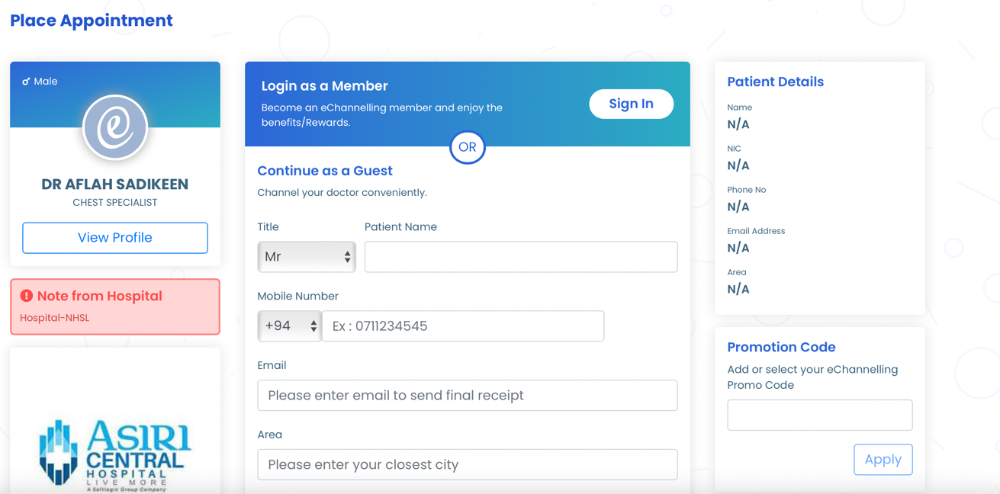 Place Appointment
Male
DR AFLAH SADIKEEN
CHEST SPECIALIST
View Profile
Note from Hospital
Hospital-NHSL
ASIRI
CENTRAL
HOSPITAL
LIVE MORE
A Softlogic Group Company
Login as a Member
Become an eChannelling member and enjoy the
benefits/Rewards.
Sign In
OR
Continue as a Guest
Channel your doctor conveniently.
Title
Patient Name
Mr
Mobile Number
+94
Ex : 0711234545
Email
Please enter email to send final receipt
Area
Please enter your closest city
Patient Details
Name
N/A
NIC
N/A
Phone No
N/A
Email Address
N/A
Area
N/A
Promotion Code
Add or select your eChannelling
Promo Code
Apply